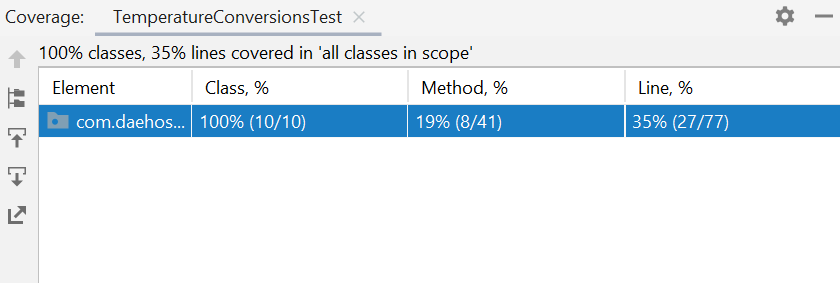 Coverage: TemperatureConversionsTest
100% classes, 35% lines covered in 'all classes in scope'
Element Class, % Method, % Line, %
com.daehos... 100% (10/10) 19% (8/41) 35% (27/77)